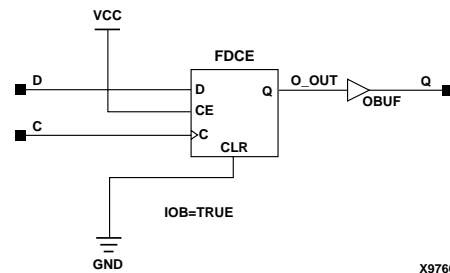 VCC
FDCE
D
D
Q
O_OUT
Q
CE
OBUF
C
C
CLR
IOB=TRUE
GND